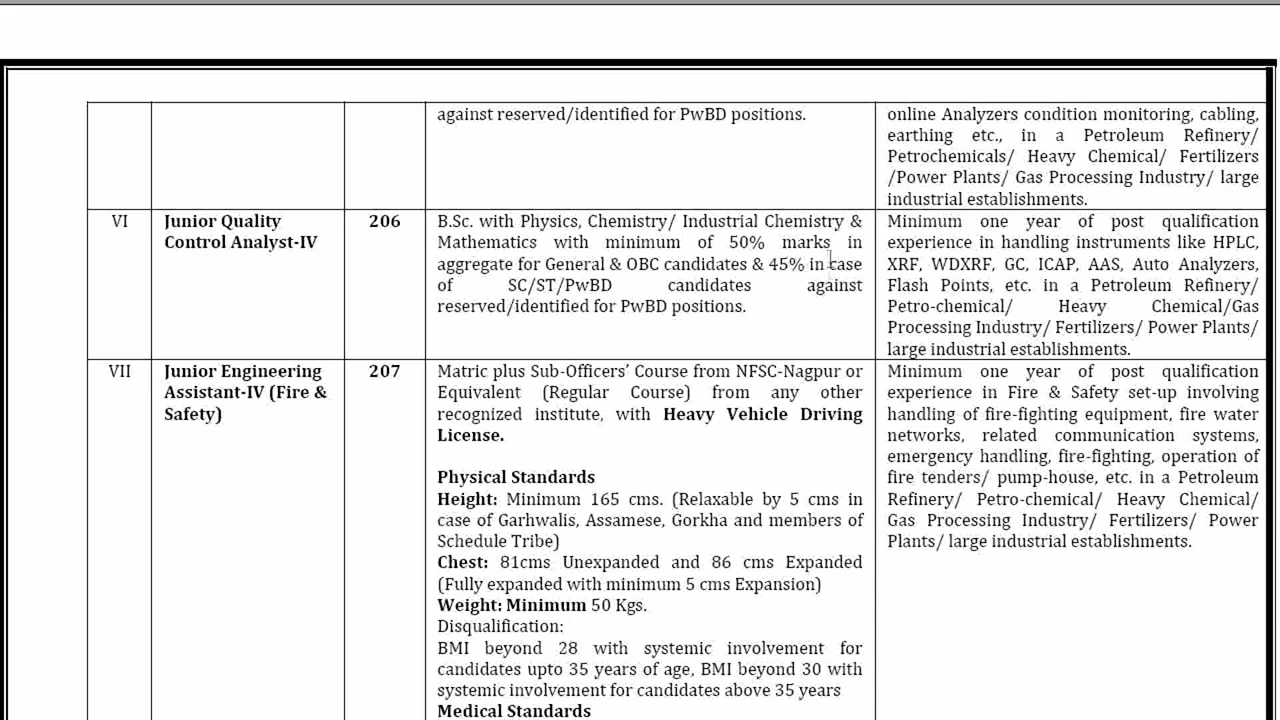 against reserved/identified for PwBD positions.
online Analyzers condition monitoring, cabling,
earthing etc., in a Petroleum Refinery/
Petrochemicals/ Heavy Chemical/ Fertilizers
/Power Plants/ Gas Processing Industry/ large
industrial establishments.
VI
Junior Quality
Control Analyst-IV
206
B.Sc. with Physics, Chemistry/ Industrial Chemistry &
Mathematics with minimum of 50% marks in
aggregate for General & OBC candidates & 45% in case
of SC/ST/PwBD candidates against
reserved/identified for PwBD positions.
Minimum one year of post qualification
experience in handling instruments like HPLC,
XRF, WDXRF, GC, ICAP, AAS, Auto Analyzers,
Flash Points, etc. in a Petroleum Refinery/
Petro-chemical/ Heavy Chemical/Gas
Processing Industry/ Fertilizers/ Power Plants/
large industrial establishments.
VII
Junior Engineering
Assistant-IV (Fire &
Safety)
207
Matric plus Sub-Officers’ Course from NFSC-Nagpur or
Equivalent (Regular Course) from any other
recognized institute, with Heavy Vehicle Driving
License.
Physical Standards
Height: Minimum 165 cms. (Relaxable by 5 cms in
case of Garhwalis, Assamese, Gorkha and members of
Schedule Tribe)
Chest: 81cms Unexpanded and 86 cms Expanded
(Fully expanded with minimum 5 cms Expansion)
Weight: Minimum 50 Kgs.
Disqualification:
BMI beyond 28 with systemic involvement for
candidates upto 35 years of age, BMI beyond 30 with
systemic involvement for candidates above 35 years
Medical Standards
Minimum one year of post qualification
experience in Fire & Safety set-up involving
handling of fire-fighting equipment, fire water
networks, related communication systems,
emergency handling, fire-fighting, operation of
fire tenders/ pump-house, etc. in a Petroleum
Refinery/ Petro-chemical/ Heavy Chemical/
Gas Processing Industry/ Fertilizers/ Power
Plants/ large industrial establishments.